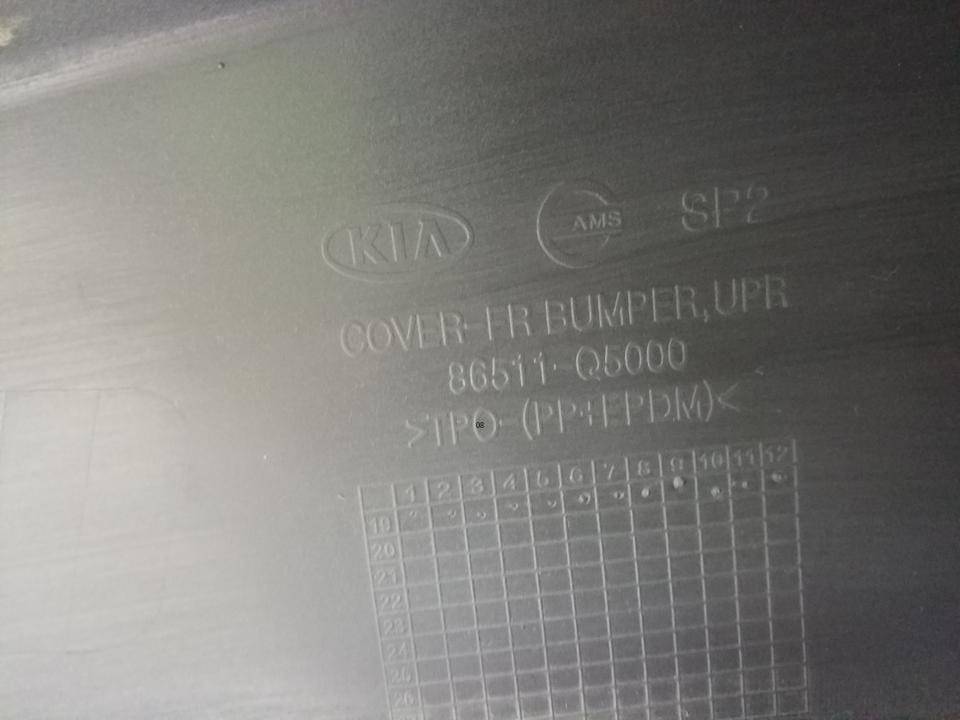 KIA AMS SP2
COVER-FR BUMPER,UPR
86511-Q5000
>TPO-(PP+EPDM)<
08
1 2 3 4 5 6 7 8 9 10 11 12
19
20
21
22
23
24
25
26